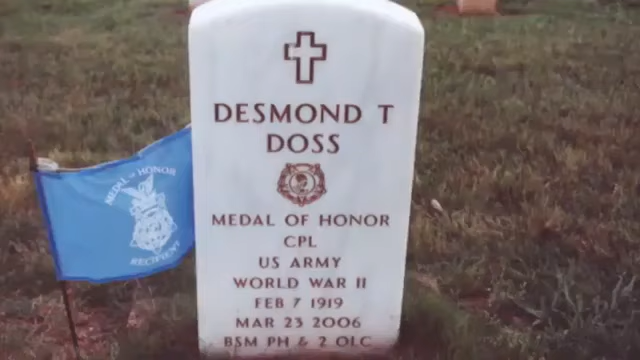 DESMOND T
DOSS
MEDAL OF HONOR
CPL
US ARMY
WORLD WAR II
FEB 7 1919
MAR 23 2006
BSM PH & 2 OLC
MEDAL OF HONOR
RECIPIENT